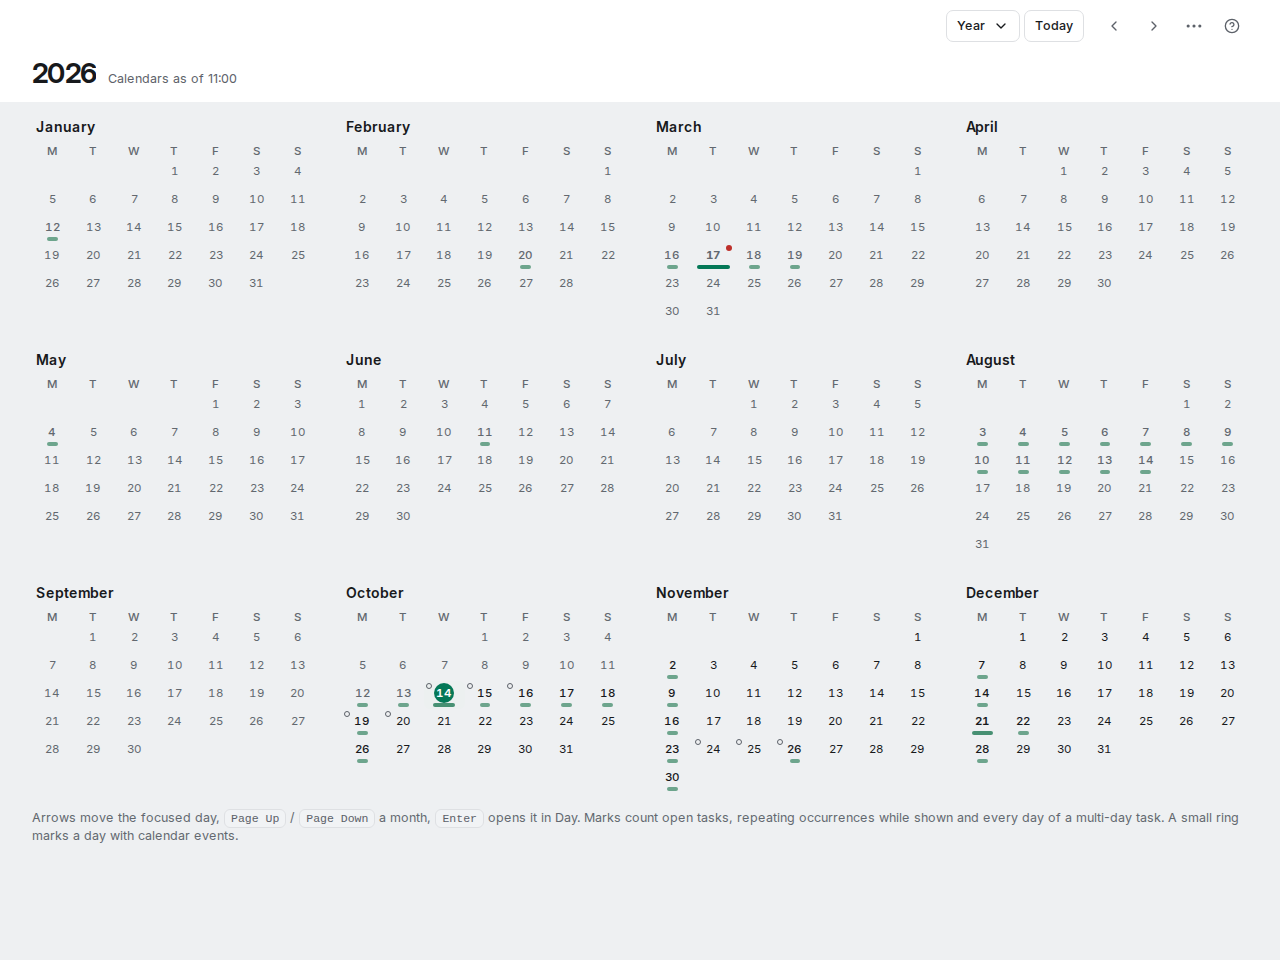 Year Today
2026 Calendars as of 11:00
January February March April
M T W T F S S M T W T F S S M T W T F S S M T W T F S S
1 2 3 4 1 1 1 2 3 4 5
5 6 7 8 9 10 11 2 3 4 5 6 7 8 2 3 4 5 6 7 8 6 7 8 9 10 11 12
12 13 14 15 16 17 18 9 10 11 12 13 14 15 9 10 11 12 13 14 15 13 14 15 16 17 18 19
19 20 21 22 23 24 25 16 17 18 19 20 21 22 16 17 18 19 20 21 22 20 21 22 23 24 25 26
26 27 28 29 30 31 23 24 25 26 27 28 23 24 25 26 27 28 29 27 28 29 30
30 31
May June July August
M T W T F S S M T W T F S S M T W T F S S M T W T F S S
1 2 3 1 2 3 4 5 6 7 1 2 3 4 5 1 2
4 5 6 7 8 9 10 8 9 10 11 12 13 14 6 7 8 9 10 11 12 3 4 5 6 7 8 9
11 12 13 14 15 16 17 15 16 17 18 19 20 21 13 14 15 16 17 18 19 10 11 12 13 14 15 16
18 19 20 21 22 23 24 22 23 24 25 26 27 28 20 21 22 23 24 25 26 17 18 19 20 21 22 23
25 26 27 28 29 30 31 29 30 27 28 29 30 31 24 25 26 27 28 29 30
31
September October November December
M T W T F S S M T W T F S S M T W T F S S M T W T F S S
1 2 3 4 5 6 1 2 3 4 1 1 2 3 4 5 6
7 8 9 10 11 12 13 5 6 7 8 9 10 11 2 3 4 5 6 7 8 7 8 9 10 11 12 13
14 15 16 17 18 19 20 12 13 14 15 16 17 18 9 10 11 12 13 14 15 14 15 16 17 18 19 20
21 22 23 24 25 26 27 19 20 21 22 23 24 25 16 17 18 19 20 21 22 21 22 23 24 25 26 27
28 29 30 26 27 28 29 30 31 23 24 25 26 27 28 29 28 29 30 31
30
Arrows move the focused day, Page Up / Page Down a month, Enter opens it in Day. Marks count open tasks, repeating occurrences while shown and every day of a multi-day task. A small ring
marks a day with calendar events.